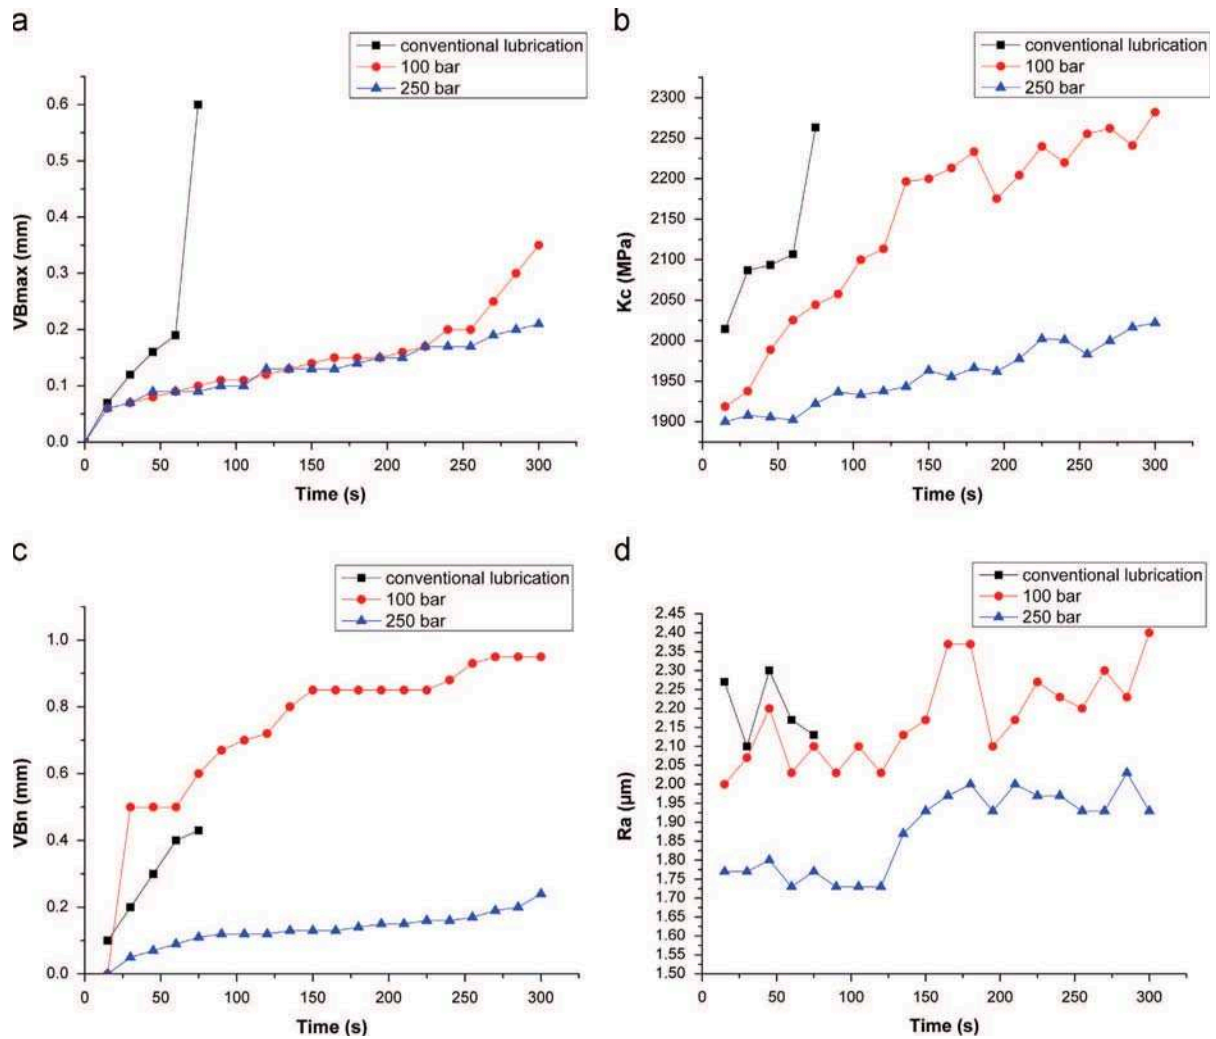 a
conventional lubrication
100 bar
250 bar
VBmax (mm)
0.6
0.5
0.4
0.3
0.2
0.1
0.0
0 50 100 150 200 250 300
Time (s)
b
conventional lubrication
100 bar
250 bar
Kc (MPa)
2300
2250
2200
2150
2100
2050
2000
1950
1900
0 50 100 150 200 250 300
Time (s)
c
conventional lubrication
100 bar
250 bar
VBn (mm)
1.0
0.8
0.6
0.4
0.2
0.0
0 50 100 150 200 250 300
Time (s)
d
conventional lubrication
100 bar
250 bar
Ra (µm)
2.45
2.40
2.35
2.30
2.25
2.20
2.15
2.10
2.05
2.00
1.95
1.90
1.85
1.80
1.75
1.70
1.65
1.60
1.55
1.50
0 50 100 150 200 250 300
Time (s)